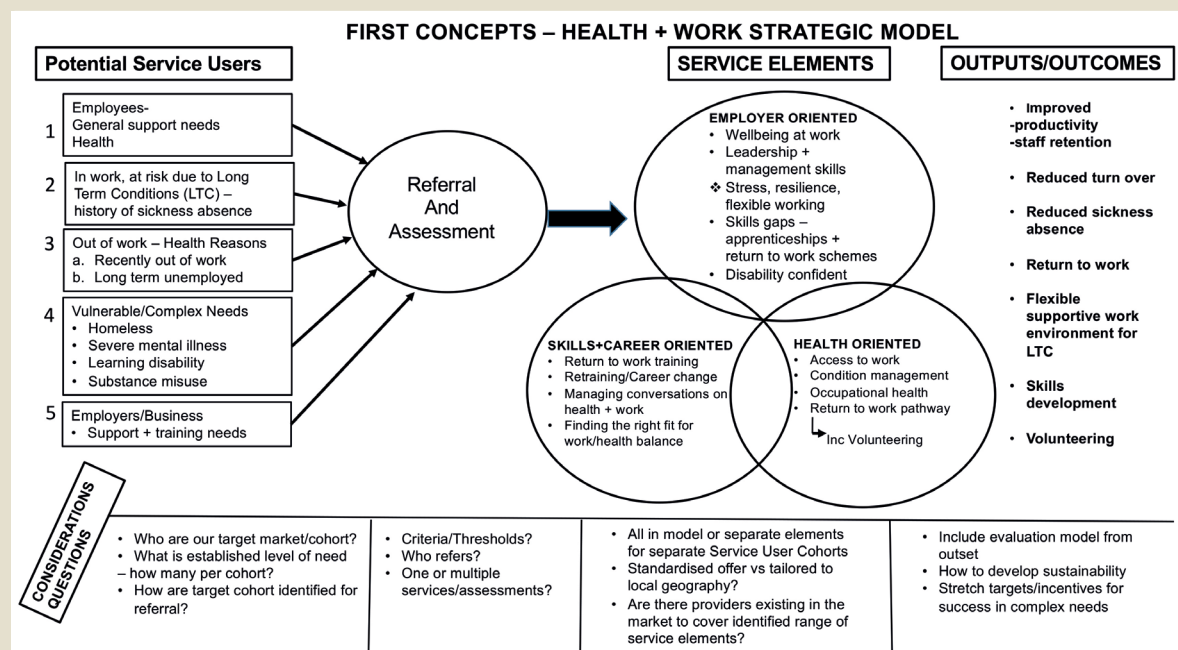 FIRST CONCEPTS – HEALTH + WORK STRATEGIC MODEL
Potential Service Users
1
Employees-
General support needs
Health
2
In work, at risk due to Long
Term Conditions (LTC) –
history of sickness absence
3
Out of work – Health Reasons
a. Recently out of work
b. Long term unemployed
4
Vulnerable/Complex Needs
• Homeless
• Severe mental illness
• Learning disability
• Substance misuse
5
Employers/Business
• Support + training needs
Referral
And
Assessment
SERVICE ELEMENTS
EMPLOYER ORIENTED
• Wellbeing at work
• Leadership +
management skills
❖ Stress, resilience,
flexible working
• Skills gaps –
apprenticeships +
return to work schemes
• Disability confident
SKILLS+CAREER ORIENTED
• Return to work training
• Retraining/Career change
• Managing conversations on
health + work
• Finding the right fit for
work/health balance
HEALTH ORIENTED
• Access to work
• Condition management
• Occupational health
• Return to work pathway
Inc Volunteering
OUTPUTS/OUTCOMES
• Improved
-productivity
-staff retention
• Reduced turn over
• Reduced sickness
absence
• Return to work
• Flexible
supportive work
environment for
LTC
• Skills
development
• Volunteering
CONSIDERATIONS
QUESTIONS
• Who are our target market/cohort?
• What is established level of need
– how many per cohort?
• How are target cohort identified for
referral?
• Criteria/Thresholds?
• Who refers?
• One or multiple
services/assessments?
• All in model or separate elements
for separate Service User Cohorts
• Standardised offer vs tailored to
local geography?
• Are there providers existing in the
market to cover identified range of
service elements?
• Include evaluation model from
outset
• How to develop sustainability
• Stretch targets/incentives for
success in complex needs